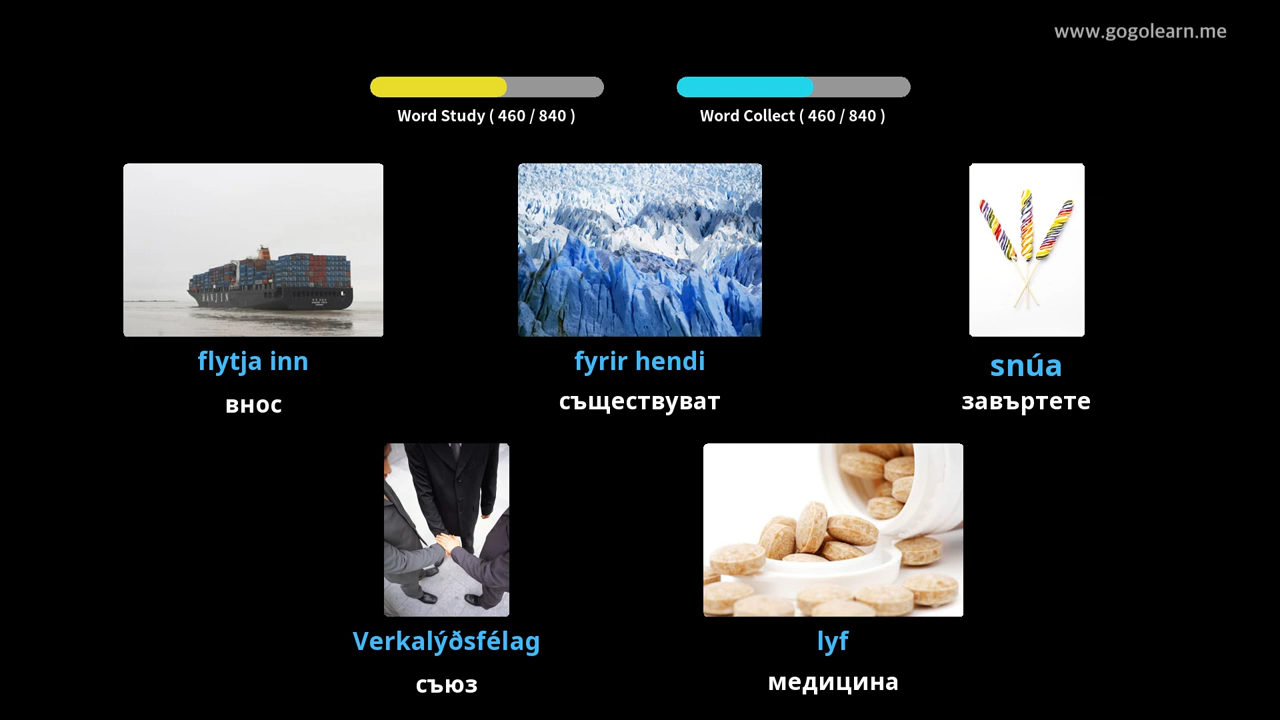 www.gogolearn.me
Word Study ( 460 / 840 )
Word Collect ( 460 / 840 )
flytja inn
внос
fyrir hendi
съществуват
snúa
завъртете
Verkalýðsfélag
съюз
lyf
медицина